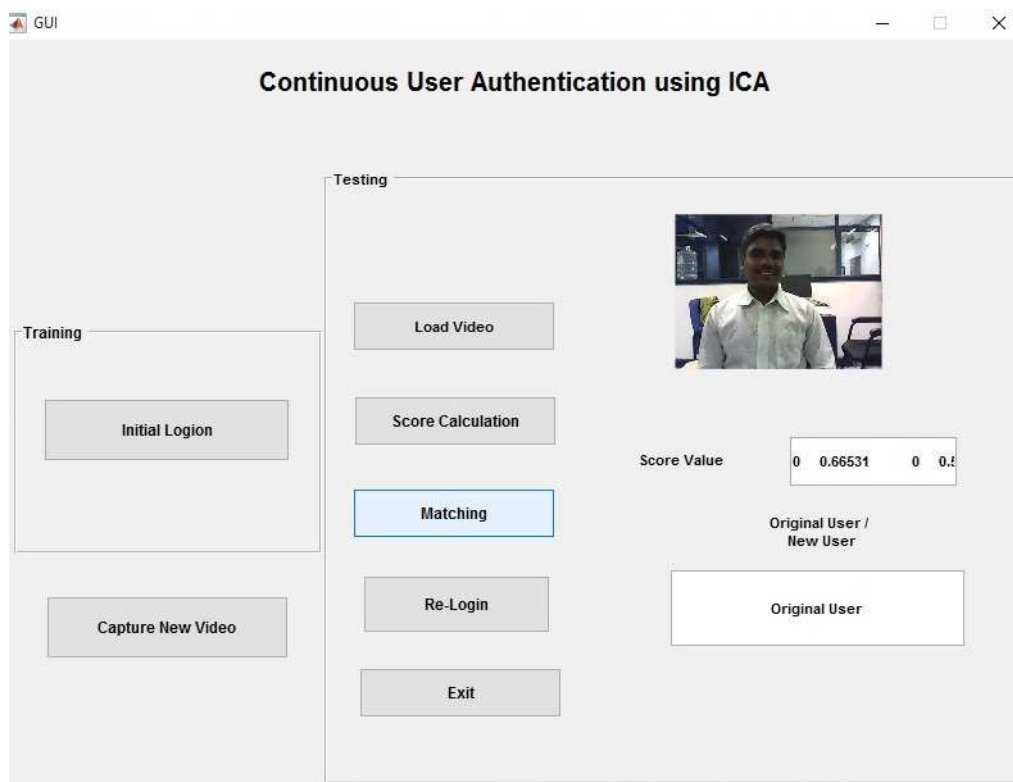 GUI
Continuous User Authentication using ICA
Testing
Training
Load Video
Initial Logion
Score Calculation
Score Value
0 0.66531 0
Matching
Original User /
New User
Re-Login
Original User
Capture New Video
Exit